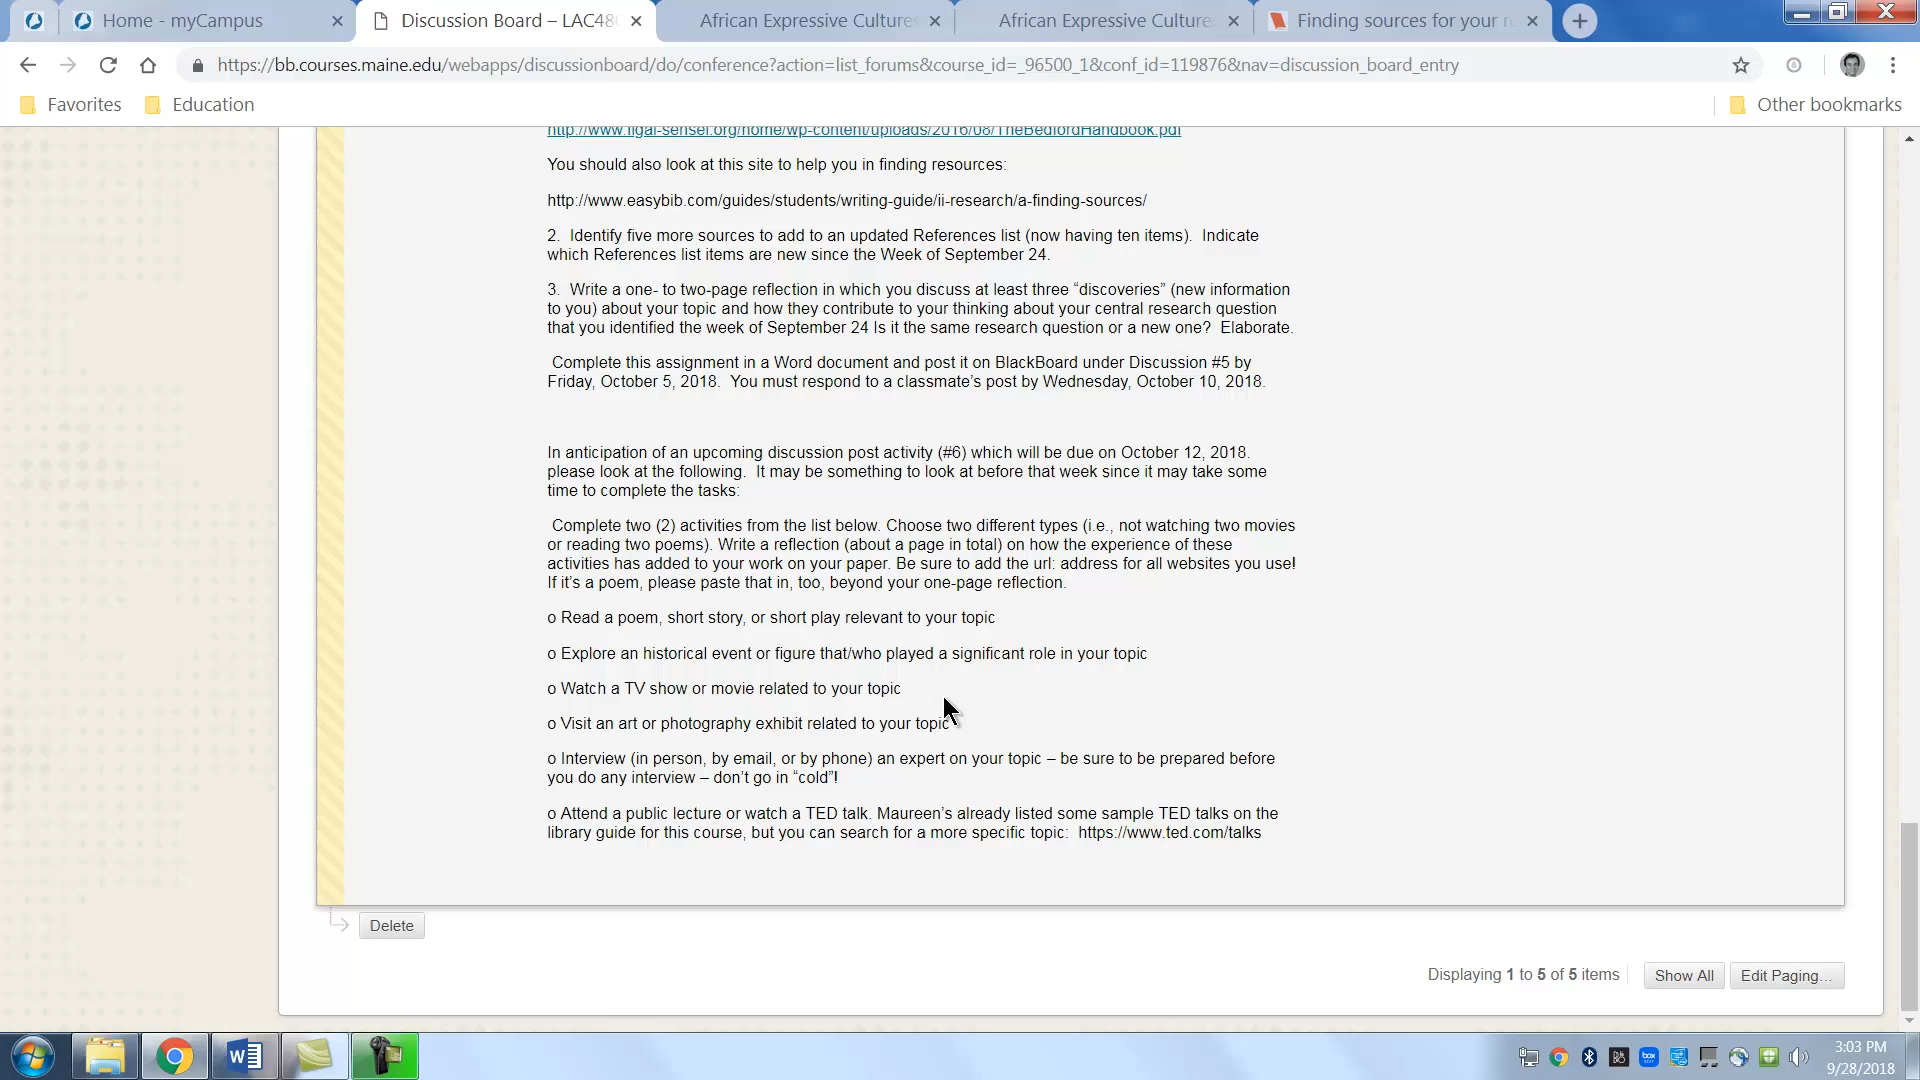 Home - myCampus
Discussion Board – LAC48
African Expressive Cultures
African Expressive Cultures
Finding sources for your r
https://bb.courses.maine.edu/webapps/discussionboard/do/conference?action=list_forums&course_id=_96500_1&conf_id=119876&nav=discussion_board_entry
Favorites
Education
Other bookmarks
You should also look at this site to help you in finding resources:
http://www.easybib.com/guides/students/writing-guide/ii-research/a-finding-sources/
2.  Identify five more sources to add to an updated References list (now having ten items).  Indicate
which References list items are new since the Week of September 24.
3.  Write a one- to two-page reflection in which you discuss at least three “discoveries” (new information
to you) about your topic and how they contribute to your thinking about your central research question
that you identified the week of September 24 Is it the same research question or a new one?  Elaborate.
Complete this assignment in a Word document and post it on BlackBoard under Discussion #5 by
Friday, October 5, 2018.  You must respond to a classmate’s post by Wednesday, October 10, 2018.
In anticipation of an upcoming discussion post activity (#6) which will be due on October 12, 2018.
please look at the following.  It may be something to look at before that week since it may take some
time to complete the tasks:
Complete two (2) activities from the list below. Choose two different types (i.e., not watching two movies
or reading two poems). Write a reflection (about a page in total) on how the experience of these
activities has added to your work on your paper. Be sure to add the url: address for all websites you use!
If it’s a poem, please paste that in, too, beyond your one-page reflection.
o Read a poem, short story, or short play relevant to your topic
o Explore an historical event or figure that/who played a significant role in your topic
o Watch a TV show or movie related to your topic
o Visit an art or photography exhibit related to your topic
o Interview (in person, by email, or by phone) an expert on your topic – be sure to be prepared before
you do any interview – don’t go in “cold”!
o Attend a public lecture or watch a TED talk. Maureen’s already listed some sample TED talks on the
library guide for this course, but you can search for a more specific topic:  https://www.ted.com/talks
Delete
Displaying 1 to 5 of 5 items
Show All
Edit Paging...
3:03 PM
9/28/2018